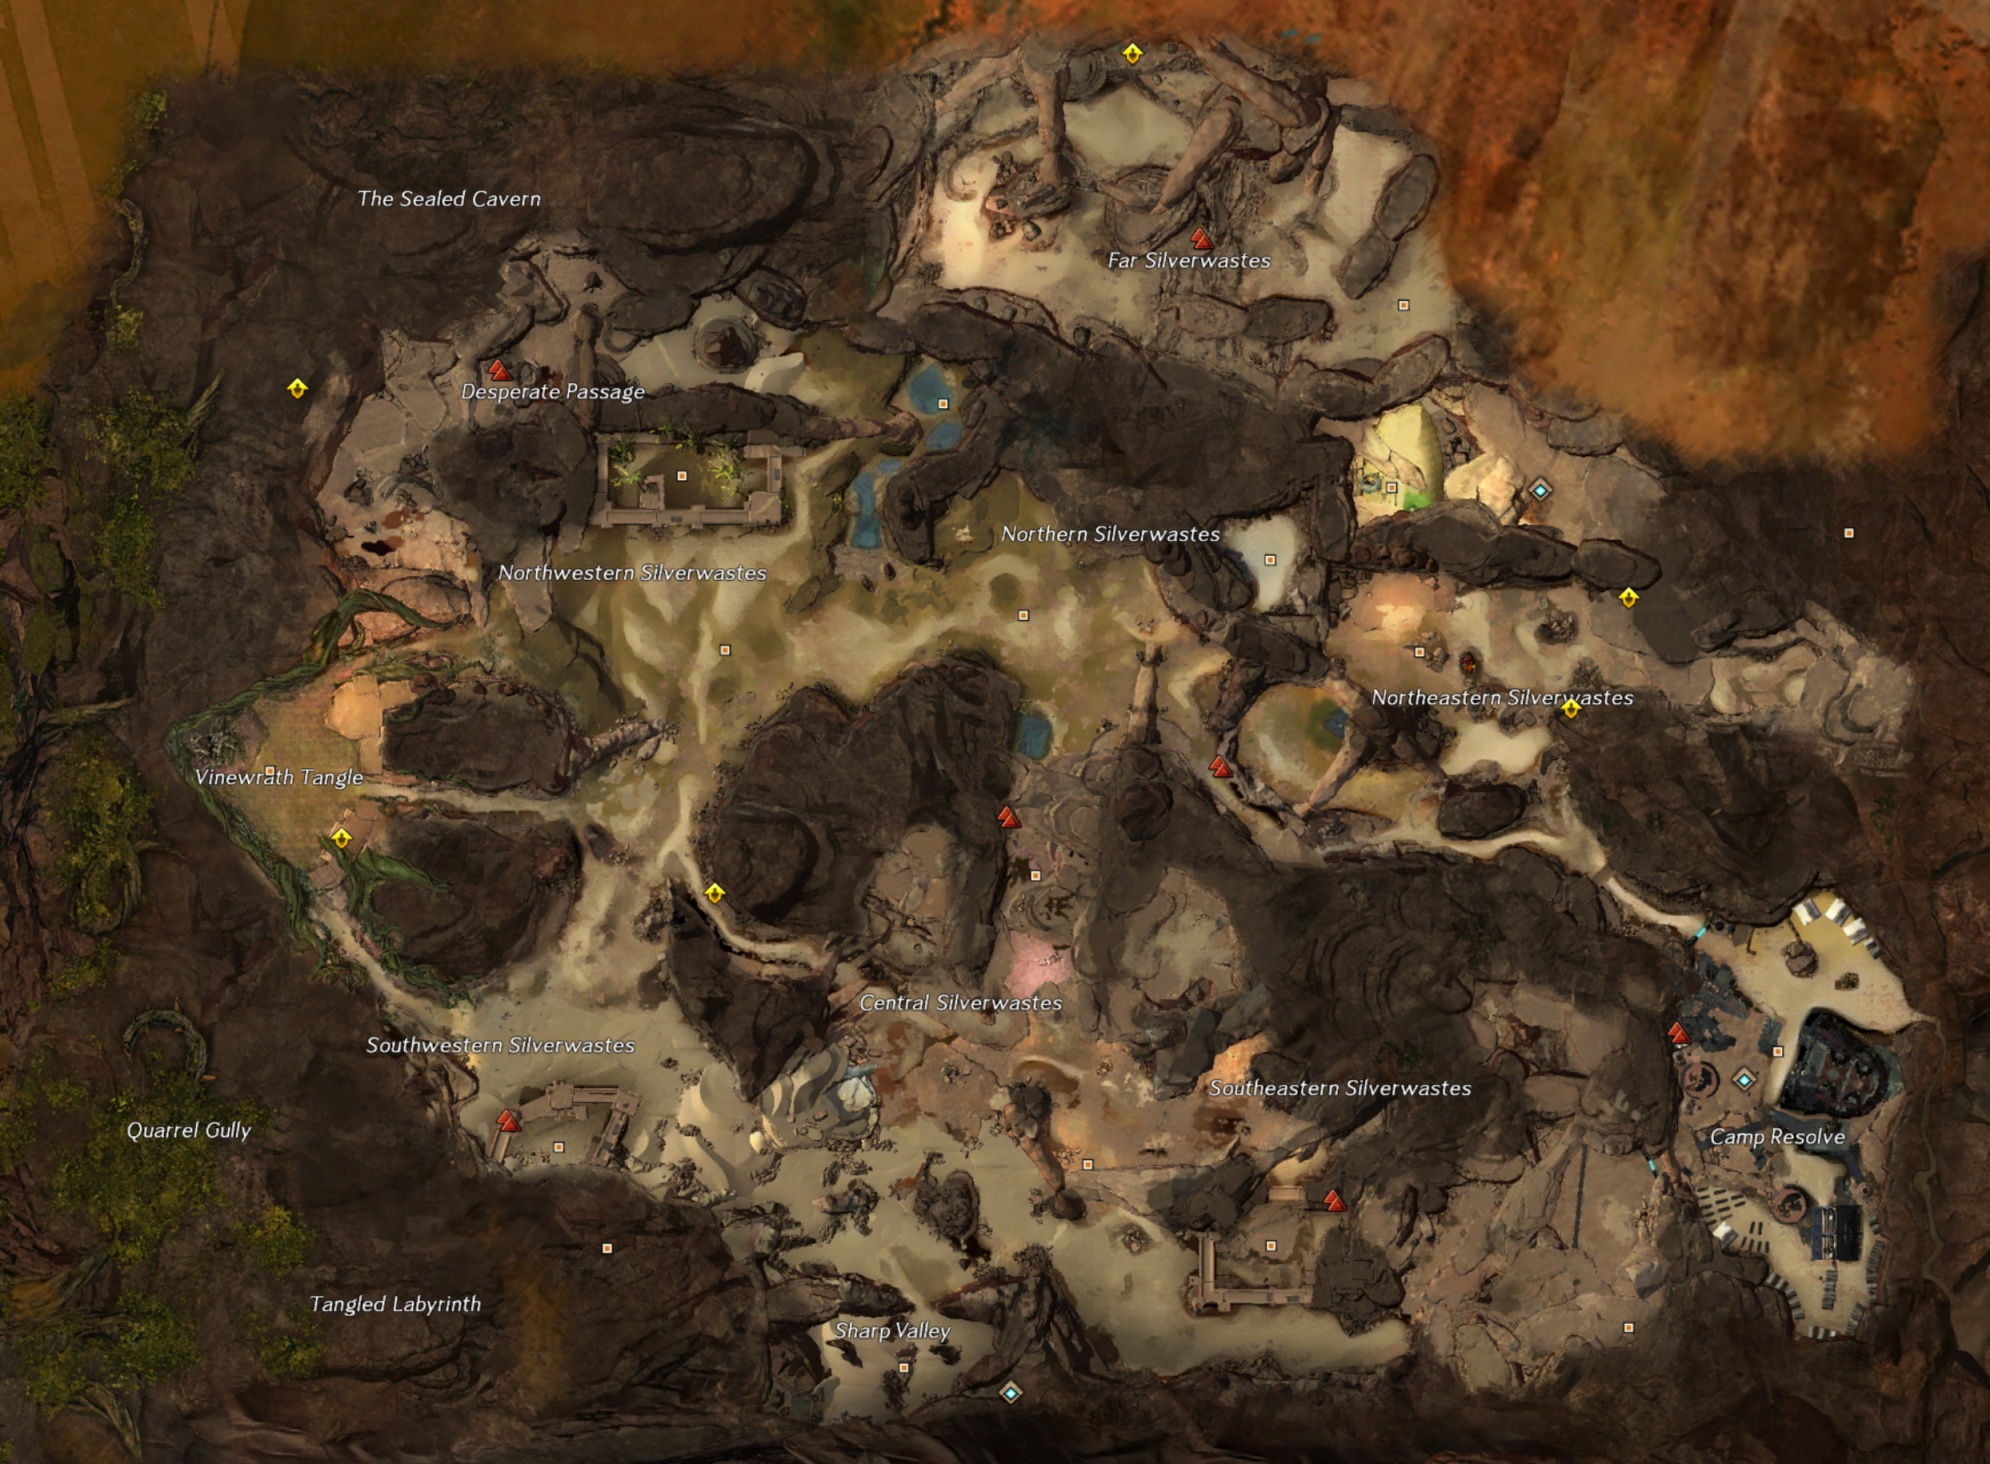 The Sealed Cavern
Far Silverwastes
Desperate Passage
Northern Silverwastes
Northwestern Silverwastes
Northeastern Silverwastes
Vinewrath Tangle
Central Silverwastes
Southwestern Silverwastes
Southeastern Silverwastes
Quarrel Gully
Camp Resolve
Tangled Labyrinth
Sharp Valley